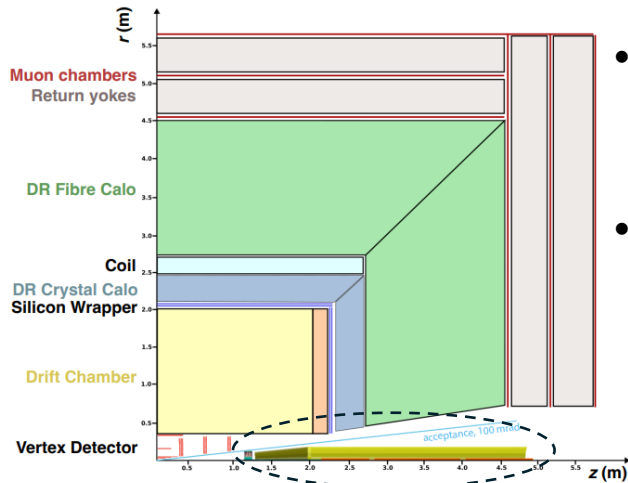 r (m)
5.5
Muon chambers
5.0
Return yokes
4.5
4.0
3.5
DR Fibre Calo
3.0
Coil
2.5
DR Crystal Calo
Silicon Wrapper
2.0
1.5
Drift Chamber
1.0
0.5
acceptance, 100 mrad
Vertex Detector
0.5
1.0
1.5
2.0
2.5
3.0
3.5
4.0
4.5
5.0
5.5
z (m)